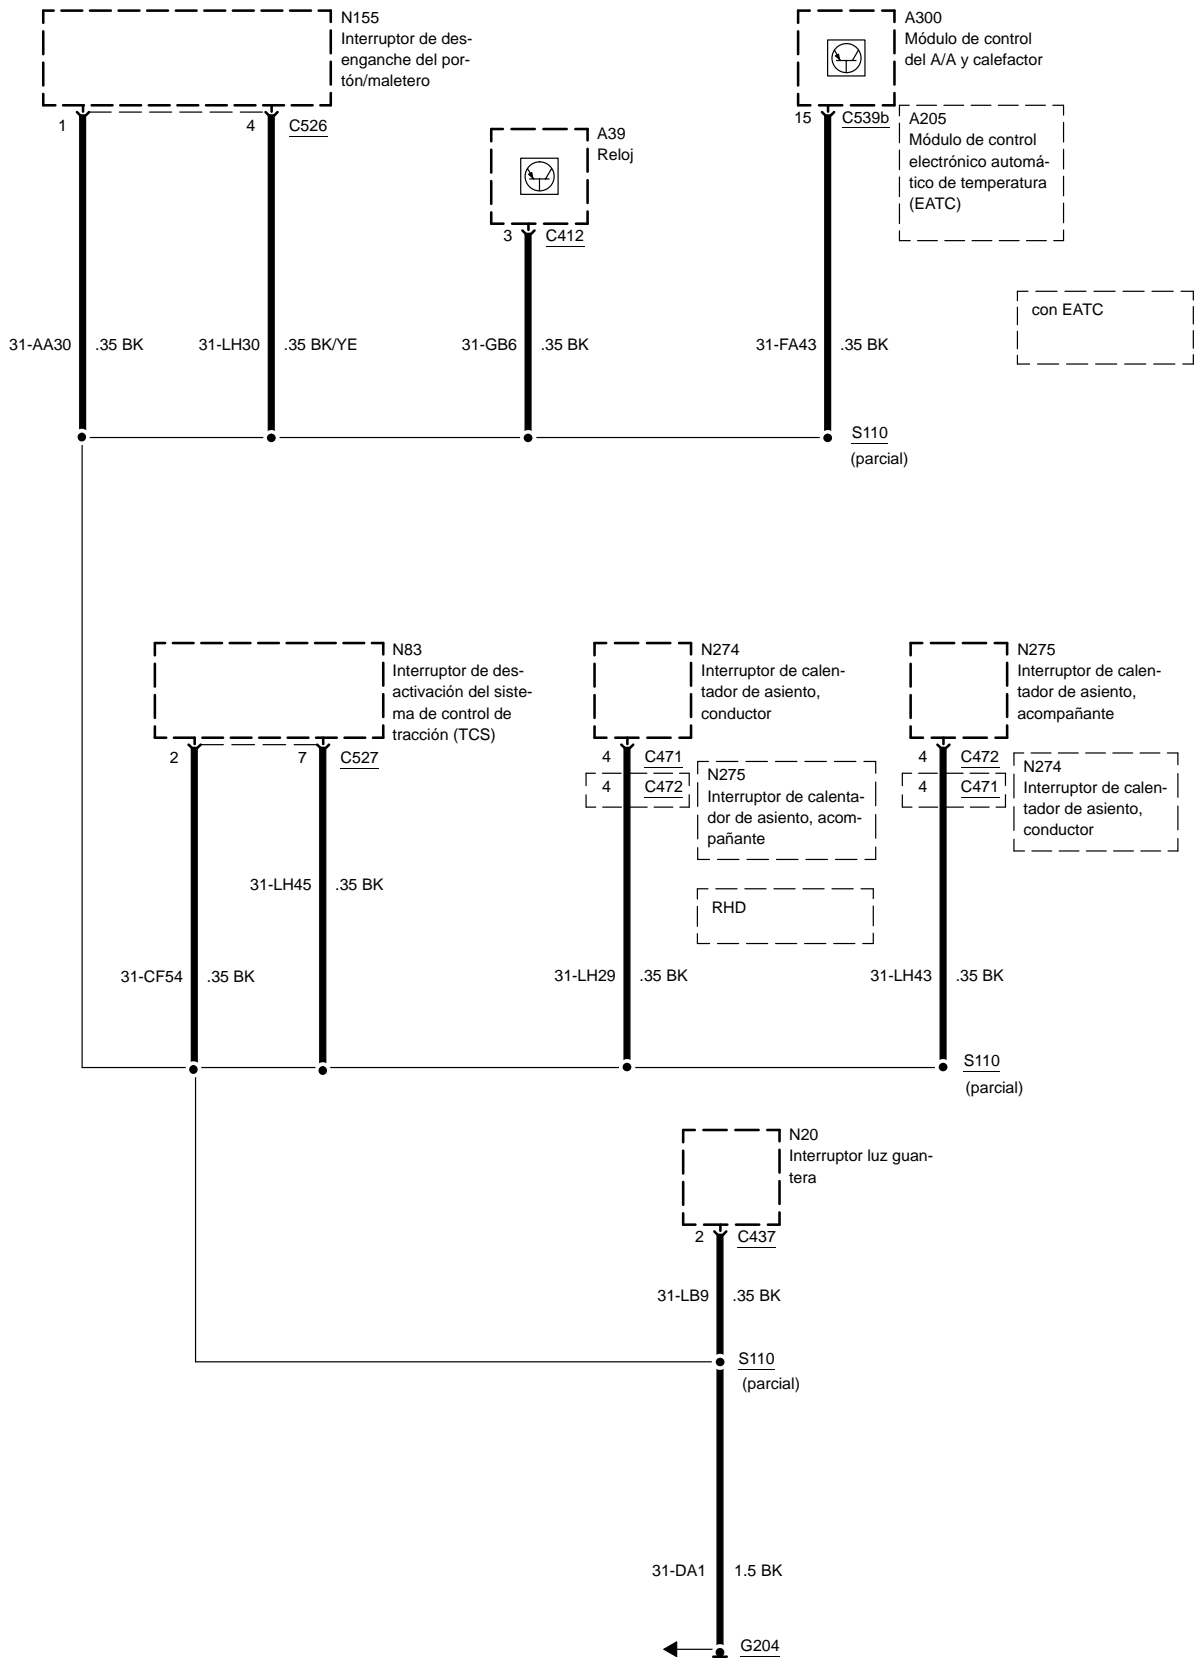 N155
Interruptor de des-
enganche del por-
tón/maletero
1
4
C526
A39
Reloj
3
C412
A300
Módulo de control
del A/A y calefactor
15
C539b
A205
Módulo de control
electrónico automá-
tico de temperatura
(EATC)
con EATC
31-AA30
.35 BK
31-LH30
.35 BK/YE
31-GB6
.35 BK
31-FA43
.35 BK
S110
(parcial)
N83
Interruptor de des-
activación del siste-
ma de control de
tracción (TCS)
2
7
C527
N274
Interruptor de calen-
tador de asiento,
conductor
4
C471
4
C472
N275
Interruptor de calenta-
dor de asiento, acom-
pañante
RHD
N275
Interruptor de calen-
tador de asiento,
acompañante
4
C472
4
C471
N274
Interruptor de calen-
tador de asiento,
conductor
31-LH45
.35 BK
31-CF54
.35 BK
31-LH29
.35 BK
31-LH43
.35 BK
S110
(parcial)
N20
Interruptor luz guan-
tera
2
C437
31-LB9
.35 BK
S110
(parcial)
31-DA1
1.5 BK
G204